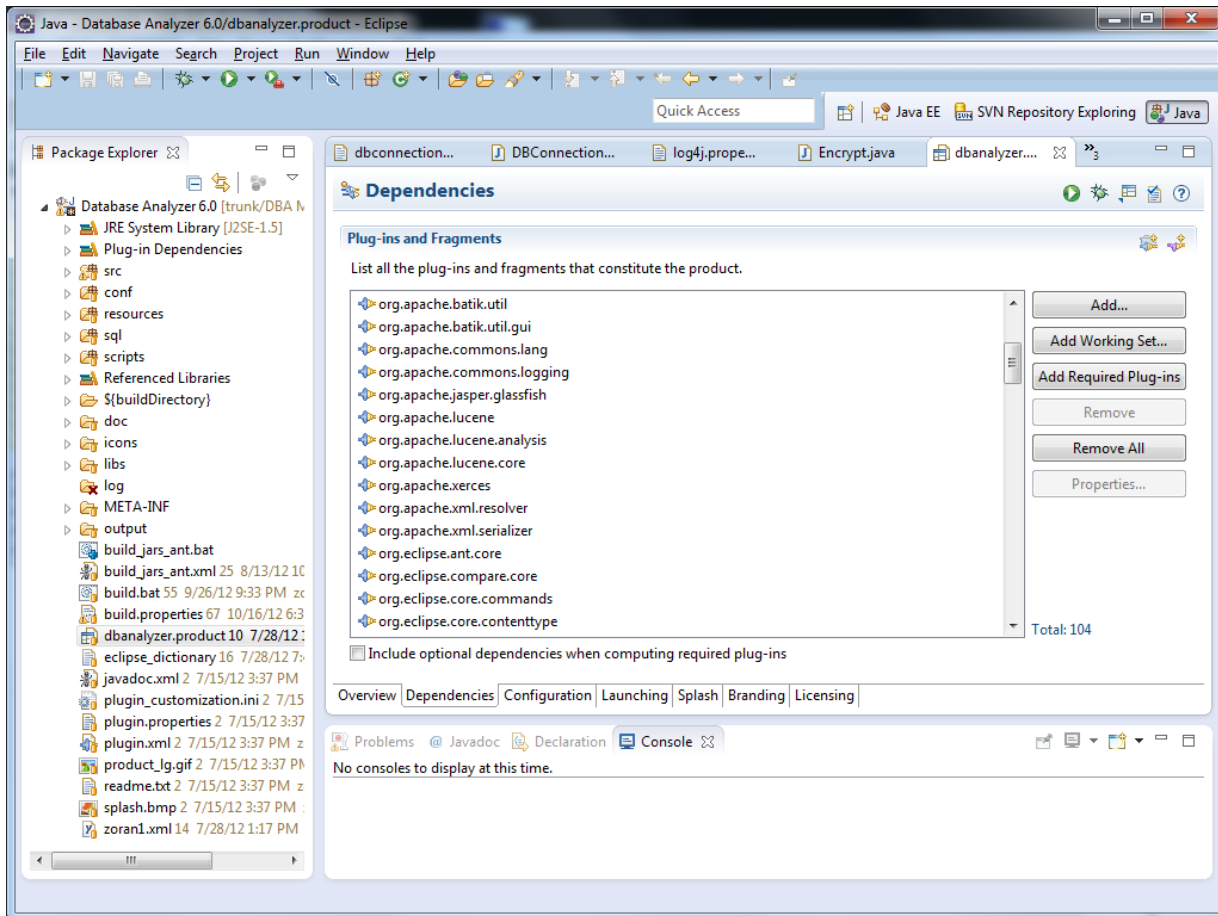 Java - Database Analyzer 6.0/dbanalyzer.product - Eclipse
File Edit Navigate Search Project Run Window Help
Quick Access
Java EE SVN Repository Exploring Java
Package Explorer
dbconnection... DBConnection... log4j.prope... Encrypt.java dbanalyzer.... »3
Database Analyzer 6.0 [trunk/DBA M
JRE System Library [J2SE-1.5]
Plug-in Dependencies
src
conf
resources
sql
scripts
Referenced Libraries
${buildDirectory}
doc
icons
libs
log
META-INF
output
build_jars_ant.bat
build_jars_ant.xml 25 8/13/12 10
build.bat 55 9/26/12 9:33 PM zo
build.properties 67 10/16/12 6:3
dbanalyzer.product 10 7/28/12
eclipse_dictionary 16 7/28/12 7:
javadoc.xml 2 7/15/12 3:37 PM
plugin_customization.ini 2 7/15
plugin.properties 2 7/15/12 3:37
plugin.xml 2 7/15/12 3:37 PM z
product_lg.gif 2 7/15/12 3:37 PM
readme.txt 2 7/15/12 3:37 PM z
splash.bmp 2 7/15/12 3:37 PM
zoran1.xml 14 7/28/12 1:17 PM
Dependencies
Plug-ins and Fragments
List all the plug-ins and fragments that constitute the product.
org.apache.batik.util
org.apache.batik.util.gui
org.apache.commons.lang
org.apache.commons.logging
org.apache.jasper.glassfish
org.apache.lucene
org.apache.lucene.analysis
org.apache.lucene.core
org.apache.xerces
org.apache.xml.resolver
org.apache.xml.serializer
org.eclipse.ant.core
org.eclipse.compare.core
org.eclipse.core.commands
org.eclipse.core.contenttype
Add...
Add Working Set...
Add Required Plug-ins
Remove
Remove All
Properties...
Total: 104
Include optional dependencies when computing required plug-ins
Overview Dependencies Configuration Launching Splash Branding Licensing
Problems @ Javadoc Declaration Console
No consoles to display at this time.